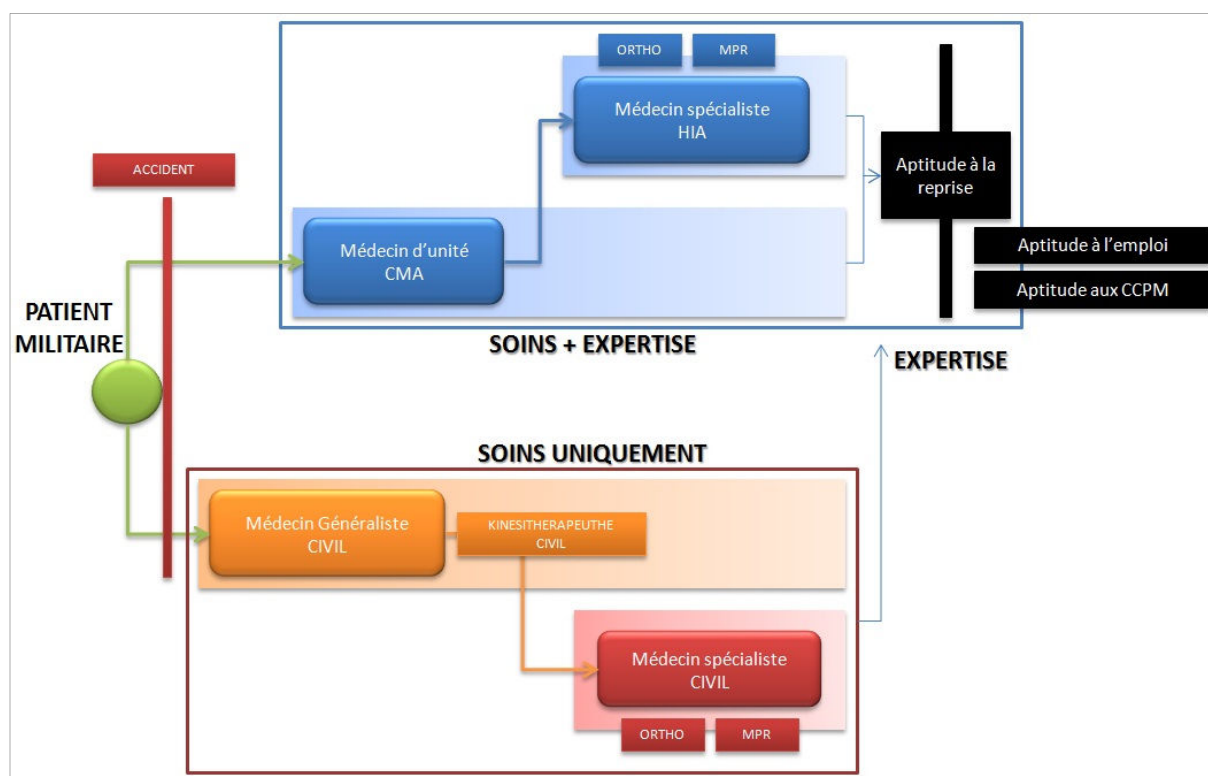 ORTHO
MPR
Médecin spécialiste
HIA
ACCIDENT
Aptitude à la
reprise
Médecin d'unité
CMA
Aptitude à l'emploi
Aptitude aux CCPM
PATIENT
MILITAIRE
SOINS + EXPERTISE
EXPERTISE
SOINS UNIQUEMENT
Médecin Généraliste
CIVIL
KINESITHERAPEUTHE
CIVIL
Médecin spécialiste
CIVIL
ORTHO
MPR